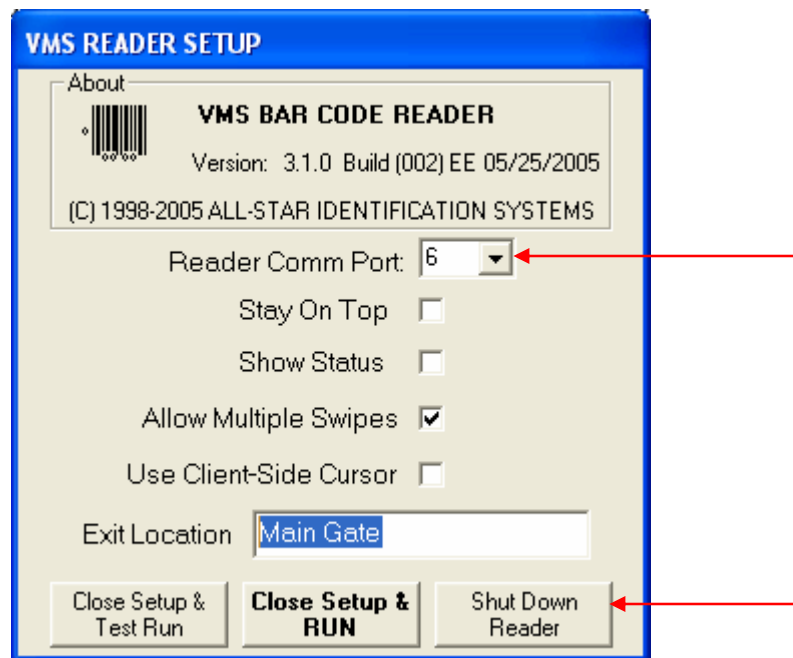 VMS READER SETUP
About
VMS BAR CODE READER
Version: 3.1.0 Build (002) EE 05/25/2005
(C) 1998-2005 ALL-STAR IDENTIFICATION SYSTEMS
Reader Comm Port: 6
Stay On Top
Show Status
Allow Multiple Swipes
Use Client-Side Cursor
Exit Location Main Gate
Close Setup &
Test Run
Close Setup &
RUN
Shut Down
Reader